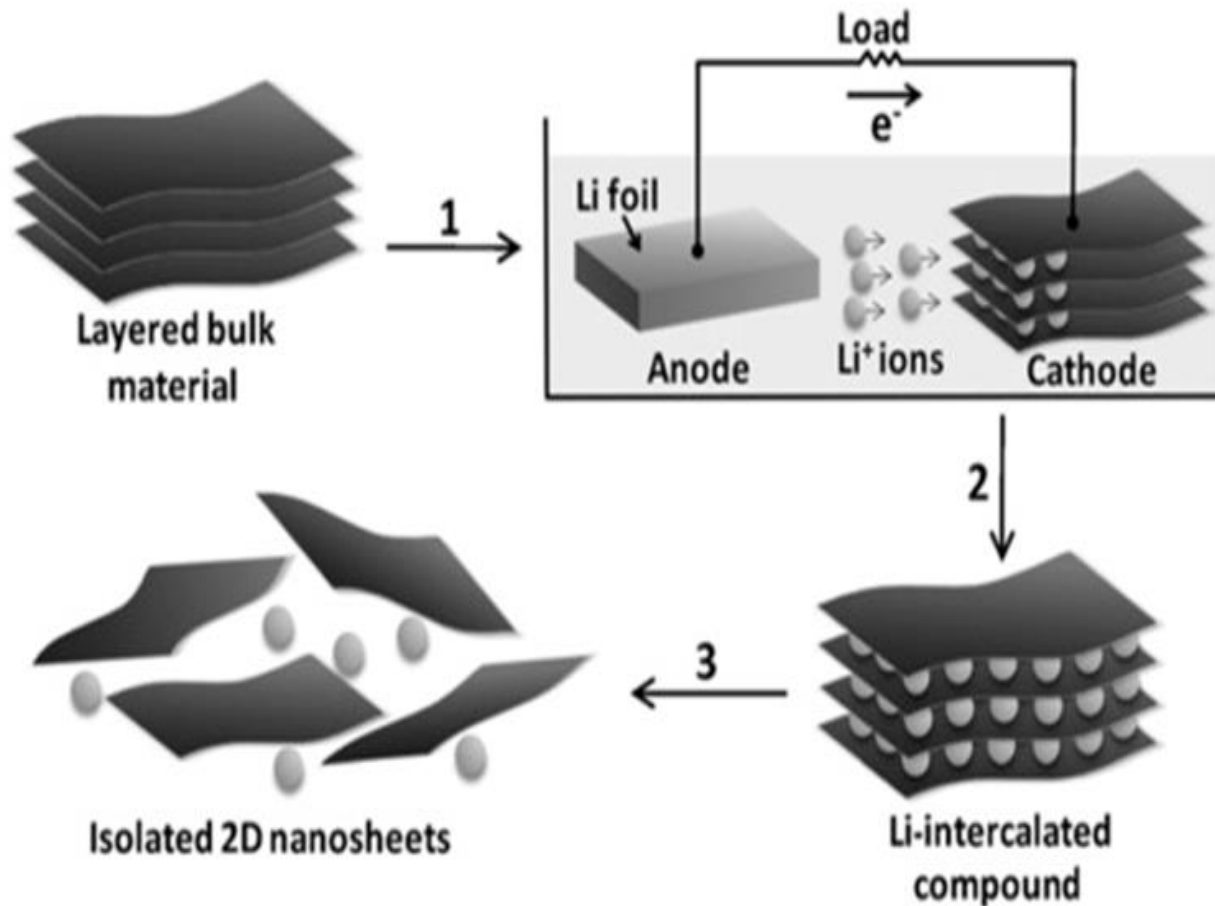 Load
e⁻
1
Li foil
Layered bulk
material
Anode
Li⁺ ions
Cathode
2
3
Isolated 2D nanosheets
Li-intercalated
compound